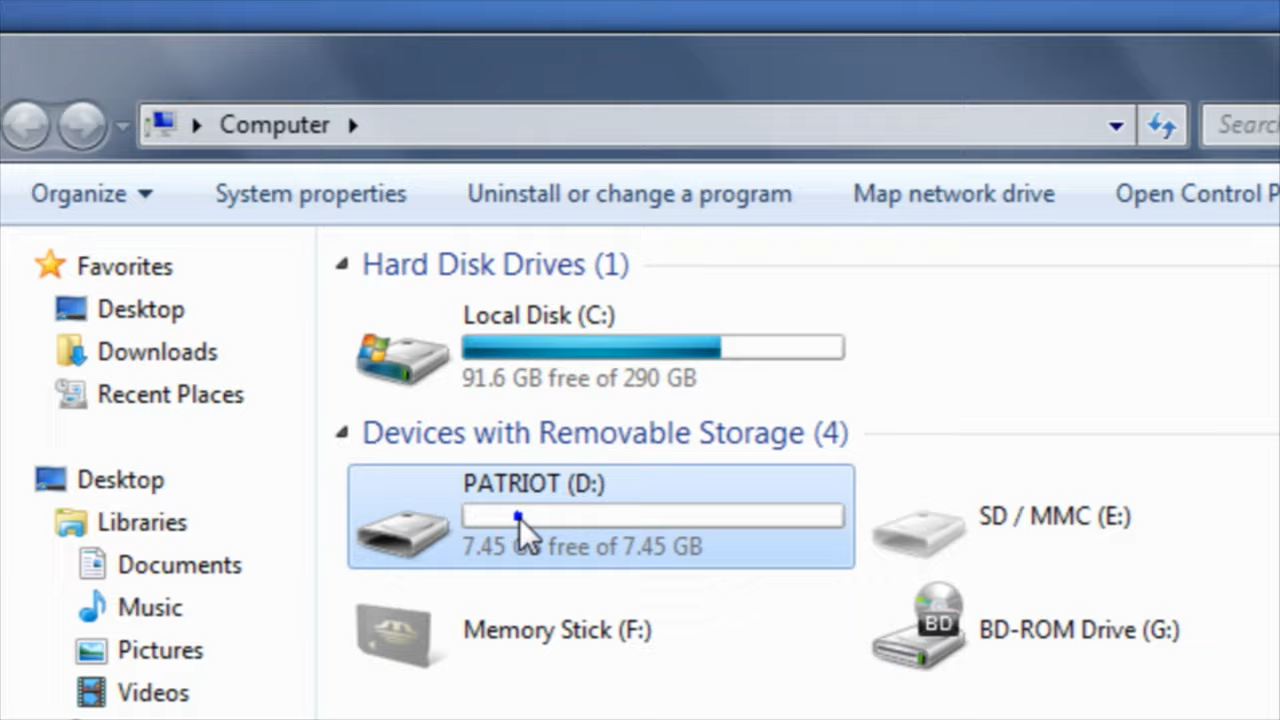 Computer
Organize
System properties
Uninstall or change a program
Map network drive
Open Control
Favorites
Desktop
Downloads
Recent Places
Desktop
Libraries
Documents
Music
Pictures
Videos
Hard Disk Drives (1)
Local Disk (C:)
91.6 GB free of 290 GB
Devices with Removable Storage (4)
PATRIOT (D:)
7.45 free of 7.45 GB
SD / MMC (E:)
Memory Stick (F:)
BD
BD-ROM Drive (G:)